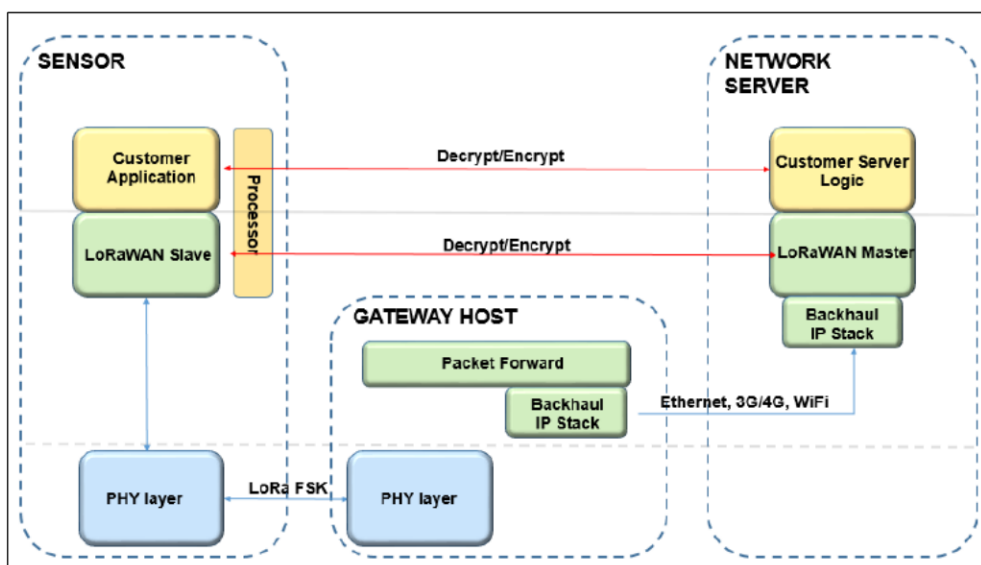 SENSOR
NETWORK
SERVER
Customer
Application
Processor
Decrypt/Encrypt
Customer Server
Logic
LoRaWAN Slave
Decrypt/Encrypt
LoRaWAN Master
Backhaul
IP Stack
GATEWAY HOST
Packet Forward
Backhaul
IP Stack
Ethernet, 3G/4G, WiFi
PHY layer
LoRa FSK
PHY layer